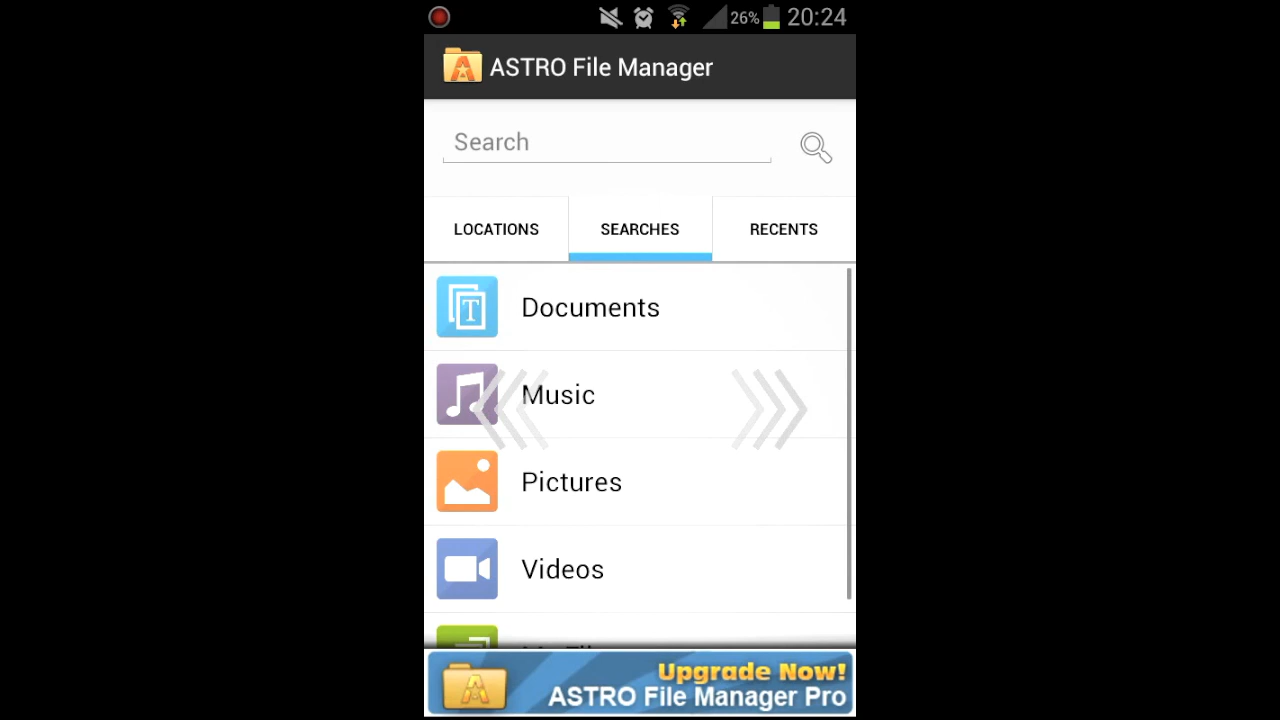 26% 20:24
ASTRO File Manager
Search
LOCATIONS SEARCHES RECENTS
Documents
Music
Pictures
Videos
Upgrade Now!
ASTRO File Manager Pro